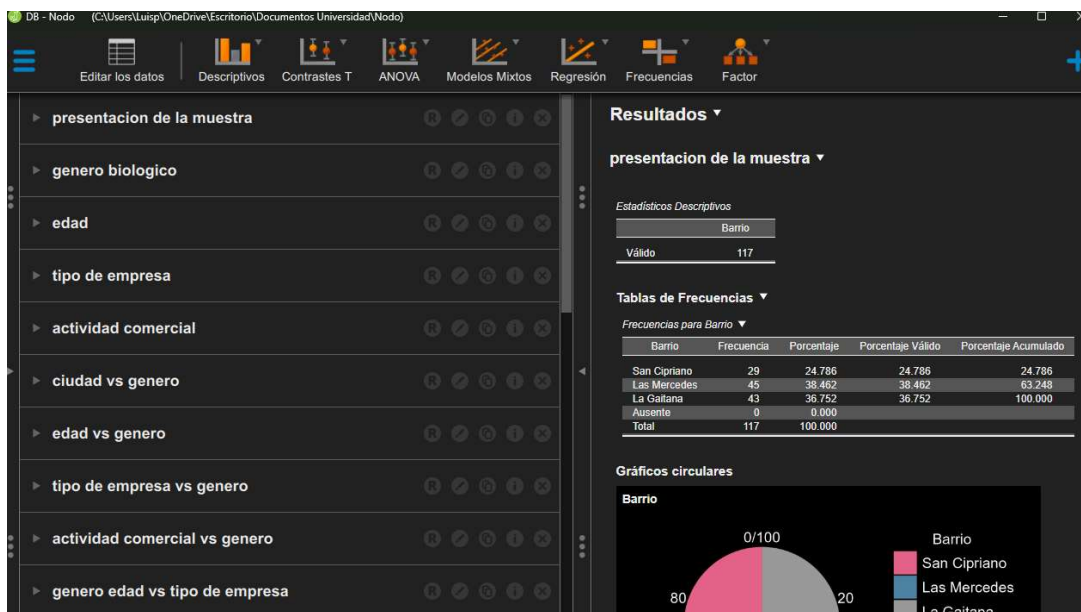 DB - Nodo (C:\Users\Luisp\OneDrive\Escritorio\Documentos Universidad\Nodo)
Editar los datos Descriptivos Contrastes T ANOVA Modelos Mixtos Regresión Frecuencias Factor
presentacion de la muestra
genero biologico
edad
tipo de empresa
actividad comercial
ciudad vs genero
edad vs genero
tipo de empresa vs genero
actividad comercial vs genero
genero edad vs tipo de empresa
Resultados
presentacion de la muestra
Estadísticos Descriptivos
Barrio
Válido 117
Tablas de Frecuencias
Frecuencias para Barrio
Barrio Frecuencia Porcentaje Porcentaje Válido Porcentaje Acumulado
San Cipriano 29 24.786 24.786 24.786
Las Mercedes 45 38.462 38.462 63.248
La Gaitana 43 36.752 36.752 100.000
Ausente 0 0.000
Total 117 100.000
Gráficos circulares
Barrio
0/100
80
20
Barrio
San Cipriano
Las Mercedes
La Gaitana